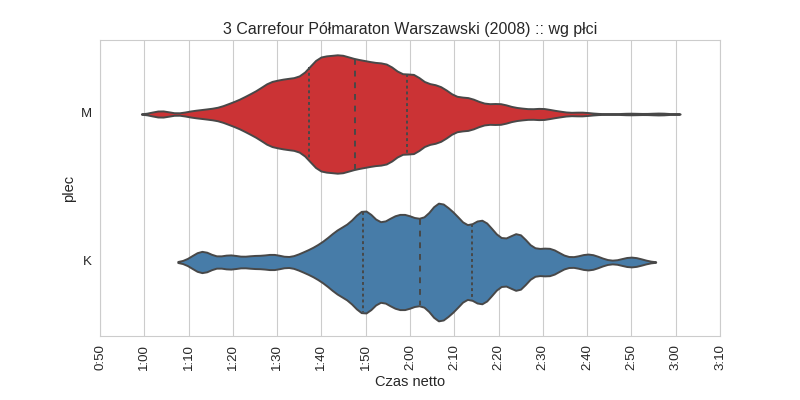 3 Carrefour Półmaraton Warszawski (2008) :: wg płci
M
plec
K
0:50 1:00 1:10 1:20 1:30 1:40 1:50 2:00 2:10 2:20 2:30 2:40 2:50 3:00 3:10
Czas netto